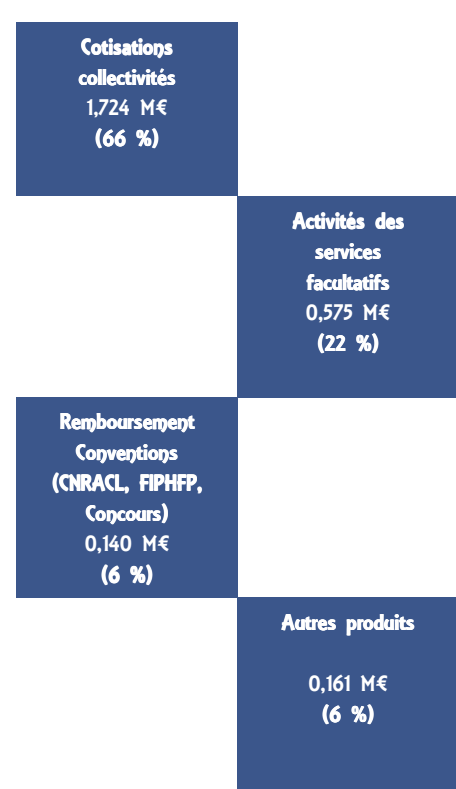 Cotisations
collectivités
1,724 M€
(66 %)
Activités des
services
facultatifs
0,575 M€
(22 %)
Remboursement
Conventions
(CNRACL, FIPHFP,
Concours)
0,140 M€
(6 %)
Autres produits
0,161 M€
(6 %)